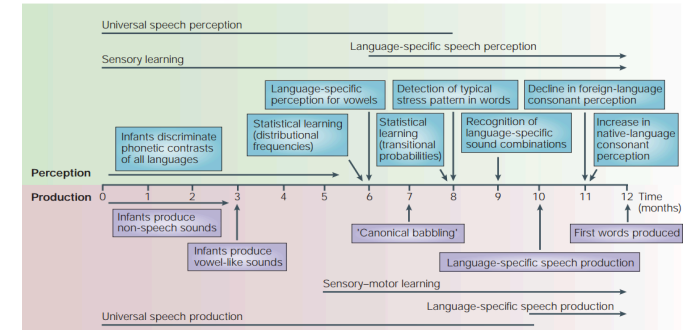 Universal speech perception
Language-specific speech perception
Sensory learning
Language-specific
perception for vowels
Detection of typical
stress pattern in words
Decline in foreign-language
consonant perception
Statistical learning
(distributional
frequencies)
Statistical
learning
(transitional
probabilities)
Recognition of
language-specific
sound combinations
Increase in
native-language
consonant
perception
Infants discriminate
phonetic contrasts
of all languages
Perception
Production 0 1 2 3 4 5 6 7 8 9 10 11 12 Time
(months)
Infants produce
non-speech sounds
Infants produce
vowel-like sounds
'Canonical babbling'
First words produced
Language-specific speech production
Sensory–motor learning
Language-specific speech production
Universal speech production